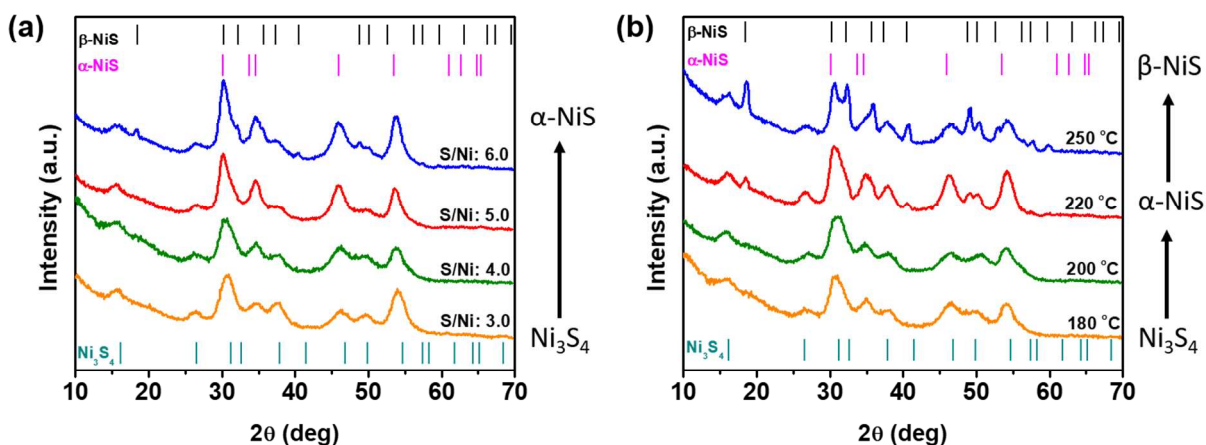 (a)
β-NiS
α-NiS
S/Ni: 6.0
S/Ni: 5.0
S/Ni: 4.0
S/Ni: 3.0
Ni₃S₄
10 20 30 40 50 60 70
2θ (deg)
Intensity (a.u.)
α-NiS
Ni₃S₄
(b)
β-NiS
α-NiS
250 °C
220 °C
200 °C
180 °C
Ni₃S₄
10 20 30 40 50 60 70
2θ (deg)
Intensity (a.u.)
β-NiS
α-NiS
Ni₃S₄